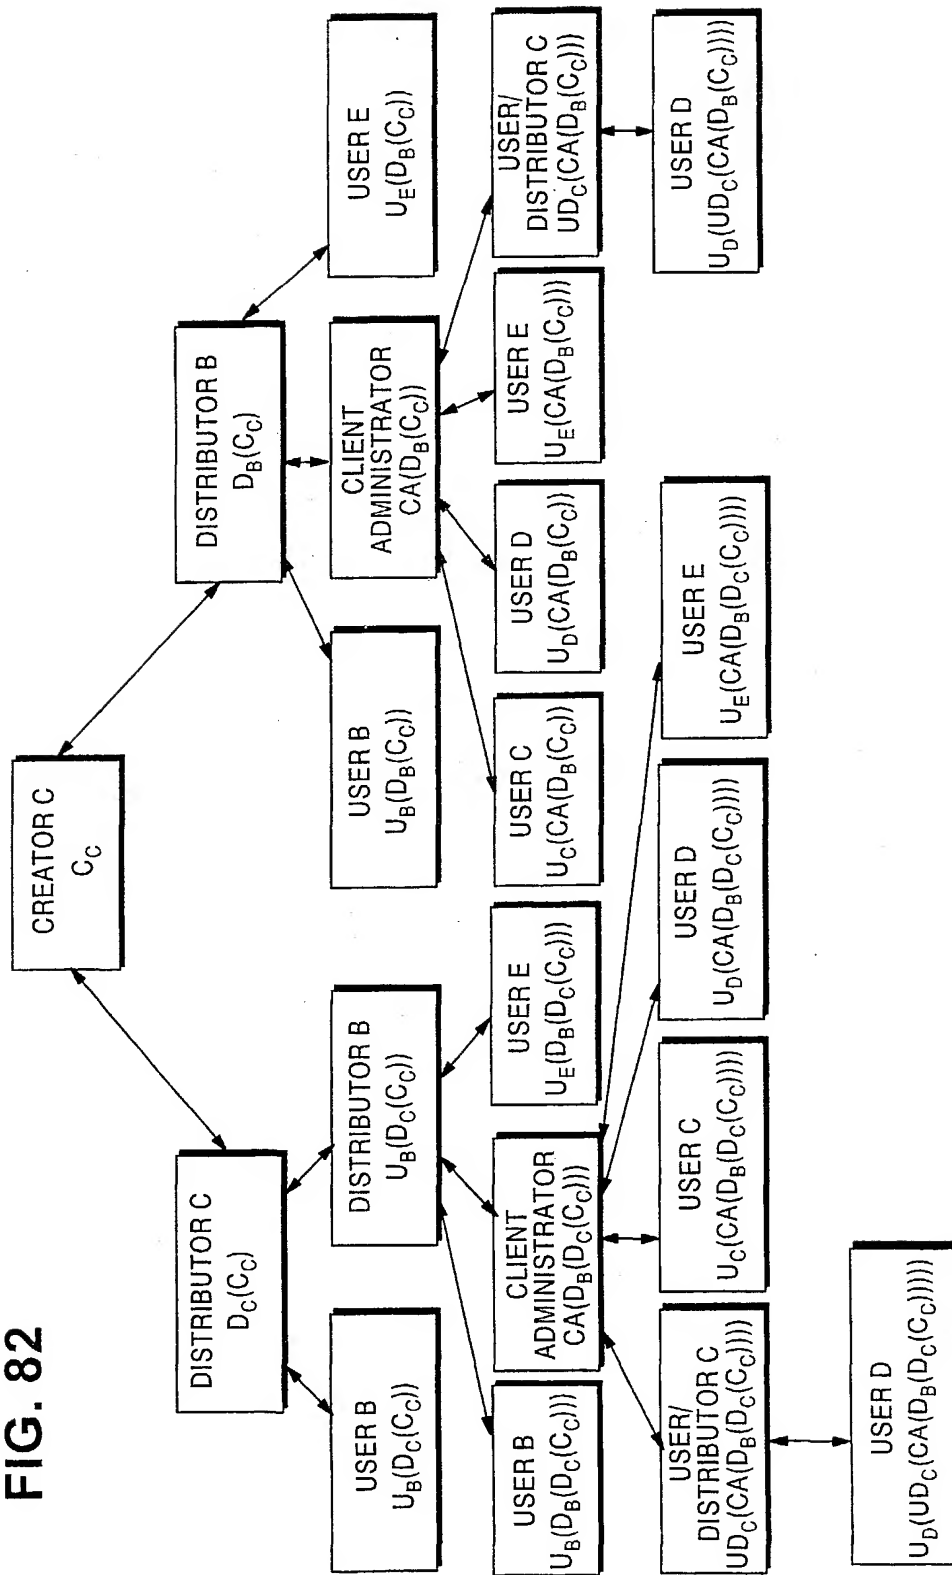 FIG. 82
CREATOR C
C_C
DISTRIBUTOR C
D_C(C_C)
DISTRIBUTOR B
D_B(C_C)
USER B
U_B(D_C(C_C))
DISTRIBUTOR B
U_B(D_C(C_C))
USER B
U_B(D_B(C_C))
CLIENT
ADMINISTRATOR
CA(D_B(C_C))
USER E
U_E(D_B(C_C))
USER B
U_B(D_B(D_C(C_C)))
CLIENT
ADMINISTRATOR
CA(D_B(D_C(C_C)))
USER E
U_E(D_B(D_C(C_C)))
USER C
U_C(CA(D_B(C_C))
USER D
U_D(CA(D_B(C_C))
USER E
U_E(CA(D_B(C_C)))
USER/
DISTRIBUTOR C
UD_C(CA(D_B(C_C)))
USER/
DISTRIBUTOR C
UD_C(CA(D_B(D_C(C_C))))
USER C
U_C(CA(D_B(D_C(C_C))))
USER D
U_D(CA(D_B(D_C(C_C))))
USER E
U_E(CA(D_B(D_C(C_C))))
USER D
U_D(UD_C(CA(D_B(C_C))))
USER D
U_D(UD_C(CA(D_B(D_C(C_C)))))